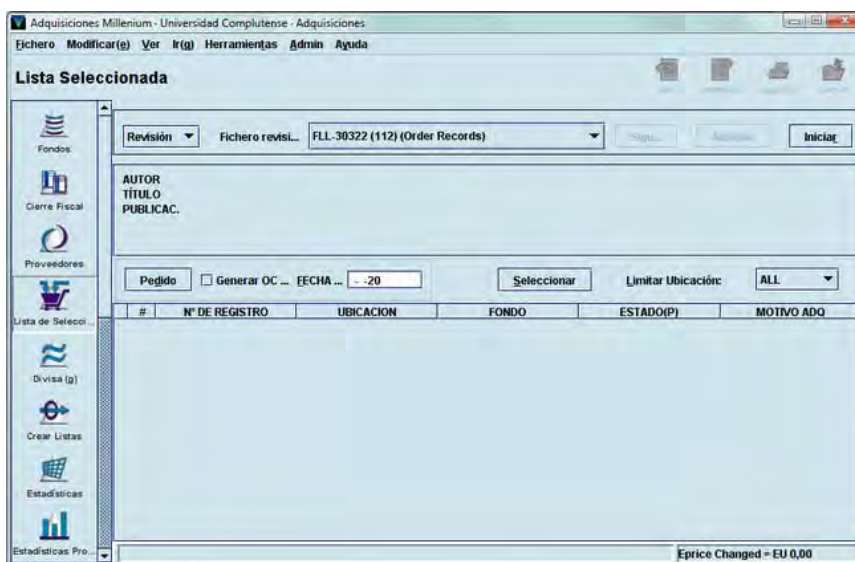 Adquisiciones Millenium - Universidad Complutense - Adquisiciones
Fichero Modificar(e) Ver Ir(q) Herramientas Admin Ayuda
Lista Seleccionada
Fondos
Cierre Fiscal
Proveedores
Lista de Selecci...
Divisa (g)
Crear Listas
Estadísticas
Estadísticas Pro...
Revisión Fichero revisi... FLL-30322 (112) (Order Records) Iniciar
AUTOR
TÍTULO
PUBLICAC.
Pedido Generar OC ... FECHA ... - -20 Seleccionar Limitar Ubicación: ALL
# Nº DE REGISTRO UBICACION FONDO ESTADO(P) MOTIVO ADQ
Eprice Changed = EU 0,00